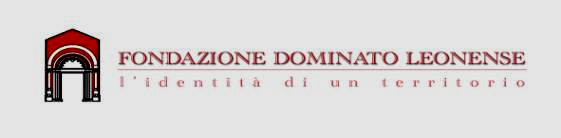 FONDAZIONE DOMINATO LEONENSE
l'identità di un territorio